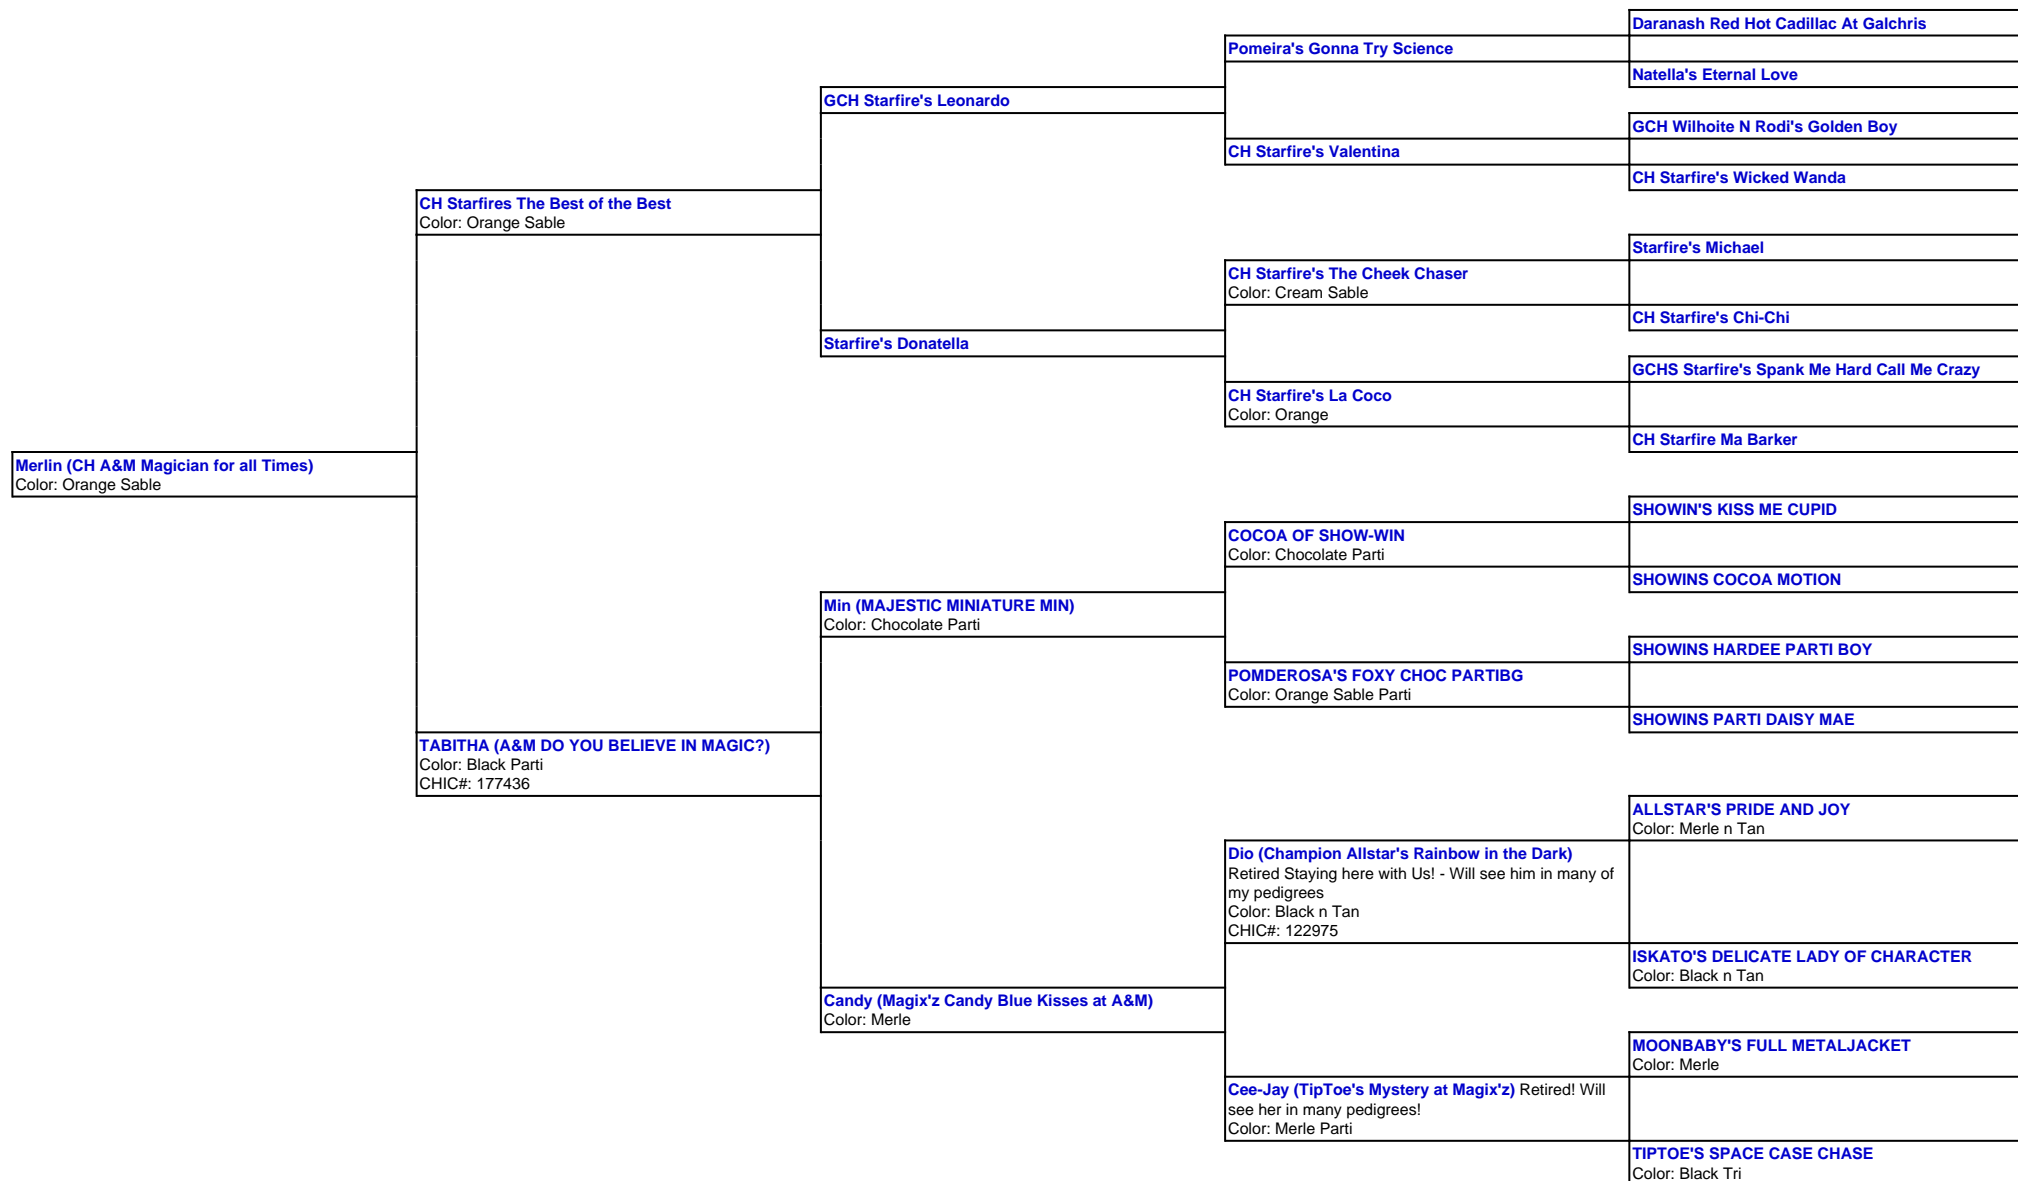 Daranash Red Hot Cadillac At Galchris
Pomeira's Gonna Try Science
Natella's Eternal Love
GCH Starfire's Leonardo
GCH Wilhoite N Rodi's Golden Boy
CH Starfire's Valentina
CH Starfire's Wicked Wanda
CH Starfires The Best of the Best
Color: Orange Sable
Starfire's Michael
CH Starfire's The Cheek Chaser
Color: Cream Sable
CH Starfire's Chi-Chi
Starfire's Donatella
GCHS Starfire's Spank Me Hard Call Me Crazy
CH Starfire's La Coco
Color: Orange
CH Starfire Ma Barker
Merlin (CH A&M Magician for all Times)
Color: Orange Sable
SHOWIN'S KISS ME CUPID
COCOA OF SHOW-WIN
Color: Chocolate Parti
SHOWINS COCOA MOTION
Min (MAJESTIC MINIATURE MIN)
Color: Chocolate Parti
SHOWINS HARDEE PARTI BOY
POMDEROSA'S FOXY CHOC PARTIBG
Color: Orange Sable Parti
SHOWINS PARTI DAISY MAE
TABITHA (A&M DO YOU BELIEVE IN MAGIC?)
Color: Black Parti
CHIC#: 177436
ALLSTAR'S PRIDE AND JOY
Color: Merle n Tan
Dio (Champion Allstar's Rainbow in the Dark)
Retired Staying here with Us! - Will see him in many of
my pedigrees
Color: Black n Tan
CHIC#: 122975
ISKATO'S DELICATE LADY OF CHARACTER
Color: Black n Tan
Candy (Magix'z Candy Blue Kisses at A&M)
Color: Merle
MOONBABY'S FULL METALJACKET
Color: Merle
Cee-Jay (TipToe's Mystery at Magix'z) Retired! Will
see her in many pedigrees!
Color: Merle Parti
TIPTOE'S SPACE CASE CHASE
Color: Black Tri